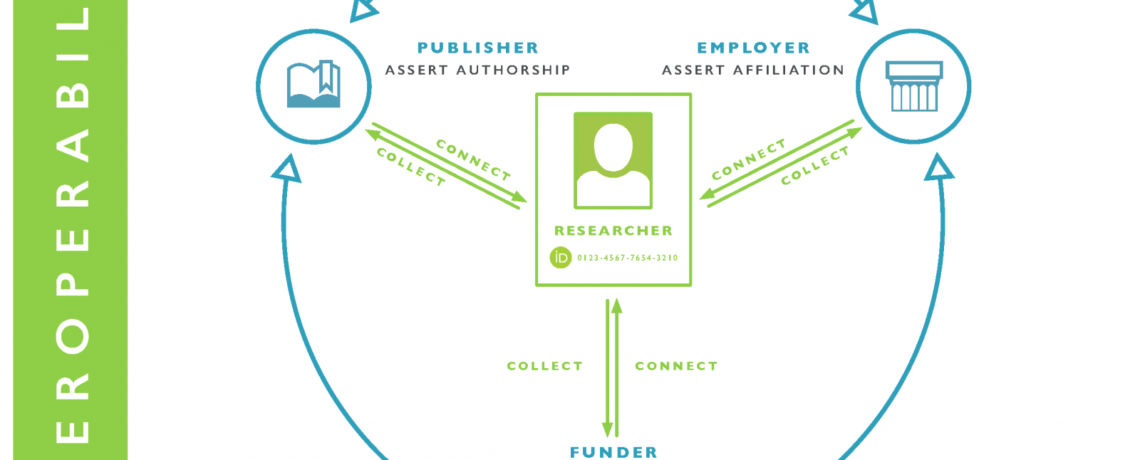 EROPERABIL
PUBLISHER
ASSERT AUTHORSHIP
EMPLOYER
ASSERT AFFILIATION
CONNECT
COLLECT
CONNECT
COLLECT
RESEARCHER
iD 0123-4567-7654-3210
COLLECT
CONNECT
FUNDER